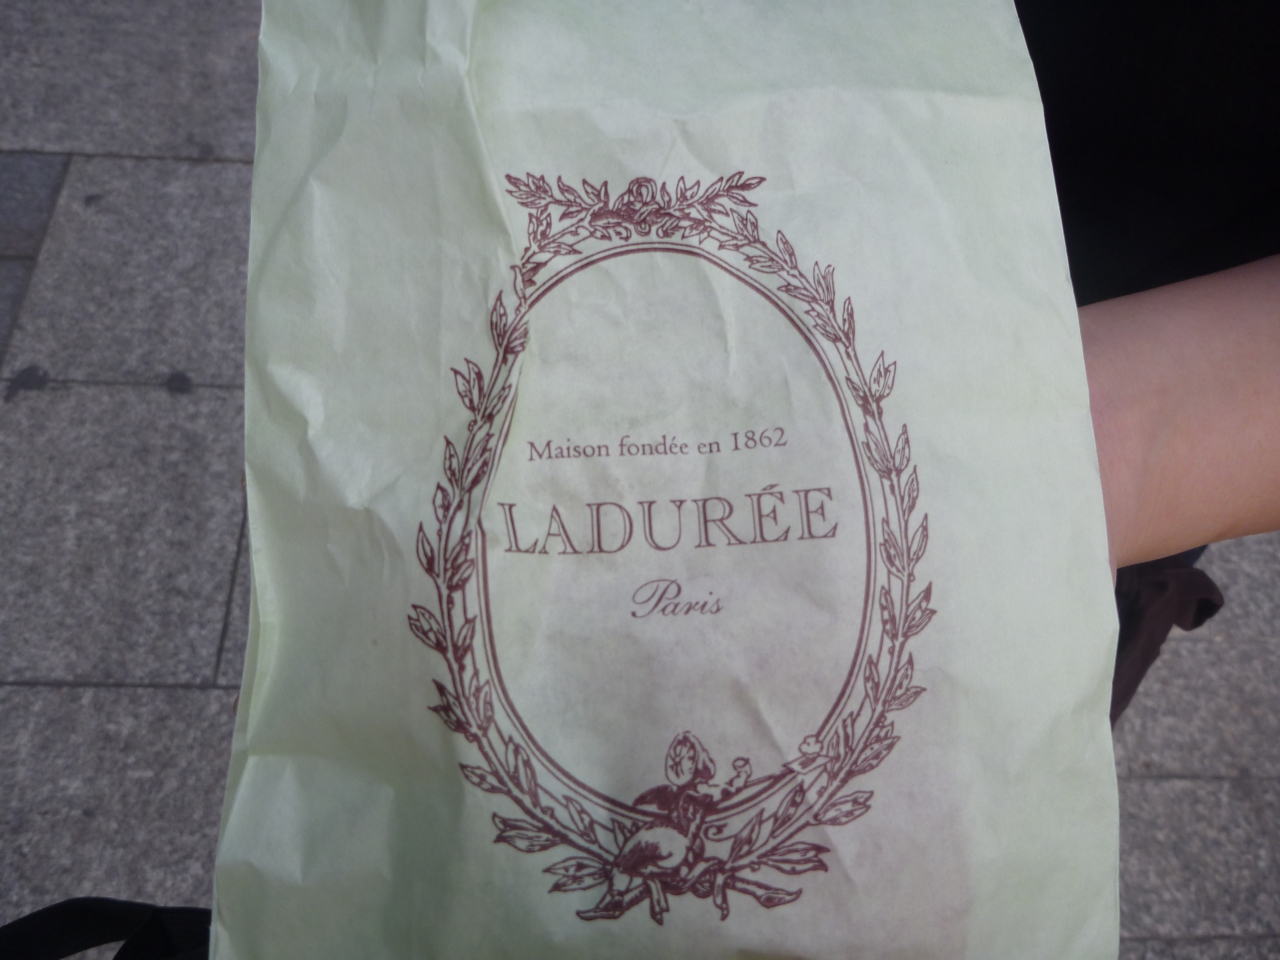 Maison fondée en 1862
LADURÉE
Paris